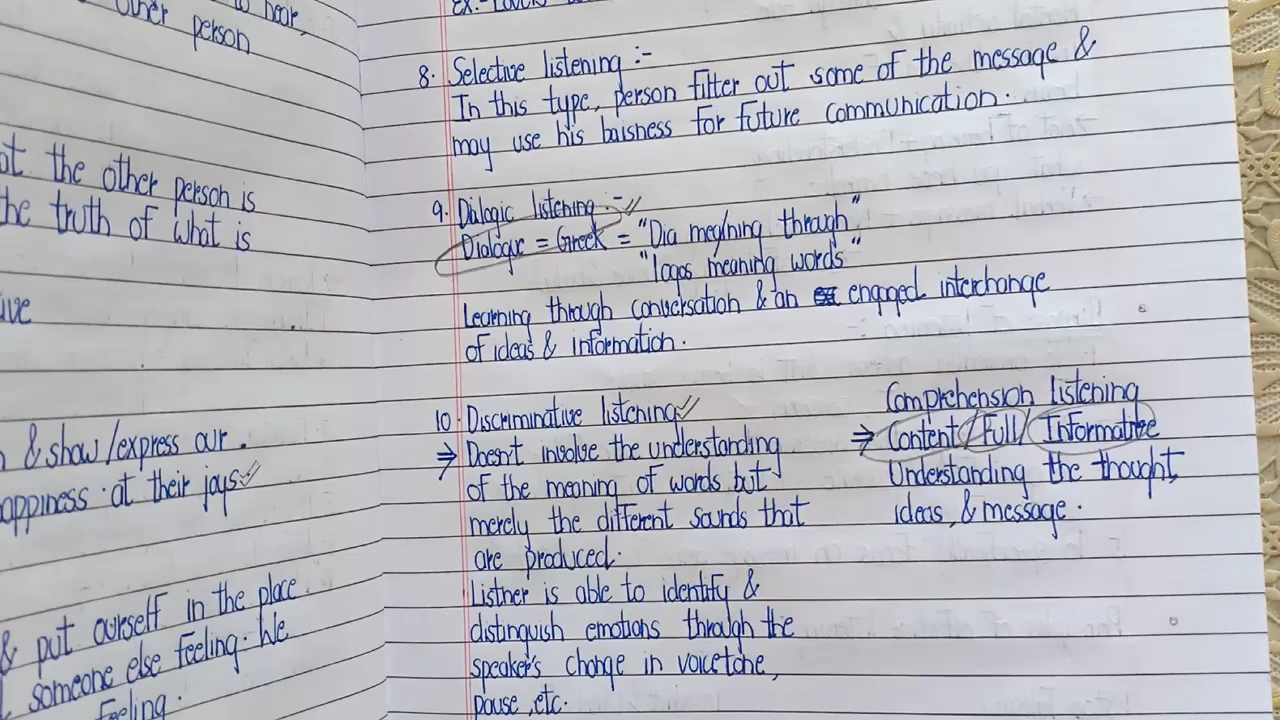 to hear,
other person
ot the other person is
the truth of what is
ive
& show/express our.
appiness at their joys
& put ourself in the place
someone else feeling. We
feeling.
Ex:-
8. Selective listening :-
In this type, person filter out some of the message &
may use his baisness for future communication.
9. Dialogic listening :-
Dialogue = Greek = "Dia meaning through"
"logos meaning words"
Learning through conversation & an engaged interchange
of ideas & information.
10. Discriminative listening
⇒ Doesn't involve the understanding
of the meaning of words but
merely the different sounds that
are produced.
Listner is able to identify &
distinguish emotions through the
speaker's change in voicetone,
pause, etc.
Comprehension listening
⇒ Content/Full/Informative
Understanding the thought,
ideas, & message.